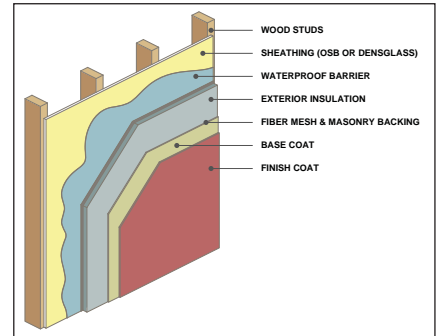 WOOD STUDS
SHEATHING (OSB OR DENSGLASS)
WATERPROOF BARRIER
EXTERIOR INSULATION
FIBER MESH & MASONRY BACKING
BASE COAT
FINISH COAT